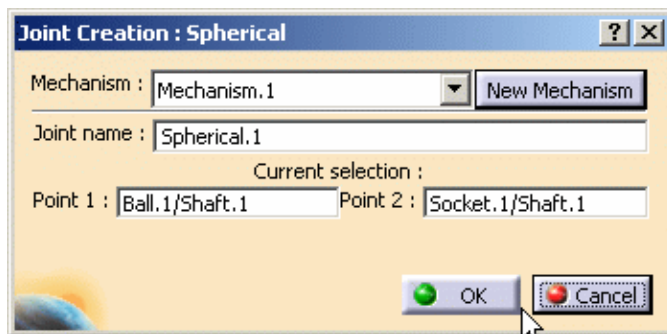 Joint Creation : Spherical
Mechanism : Mechanism.1 New Mechanism
Joint name : Spherical.1
Current selection :
Point 1 : Ball.1/Shaft.1 Point 2 : Socket.1/Shaft.1
OK Cancel